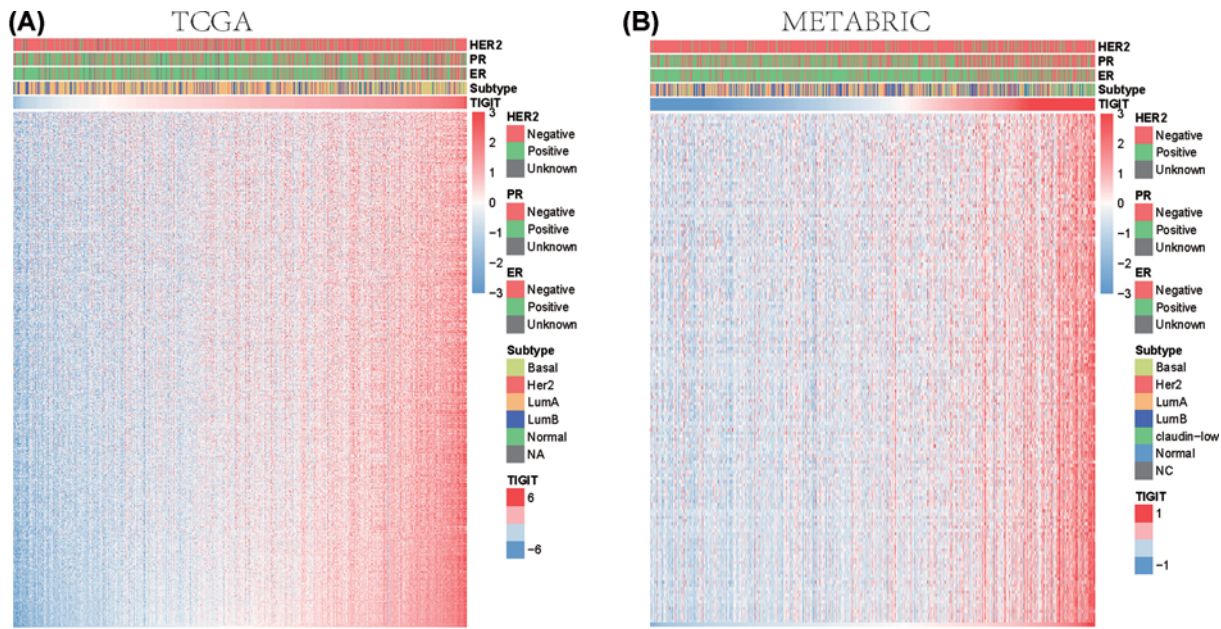 (A)
TCGA
HER2
PR
ER
Subtype
TIGIT
3
2
1
0
−1
−2
−3
HER2
Negative
Positive
Unknown
PR
Negative
Positive
Unknown
ER
Negative
Positive
Unknown
Subtype
Basal
Her2
LumA
LumB
Normal
NA
TIGIT
6
−6
(B)
METABRIC
HER2
PR
ER
Subtype
TIGIT
3
2
1
0
−1
−2
−3
HER2
Negative
Positive
Unknown
PR
Negative
Positive
Unknown
ER
Negative
Positive
Unknown
Subtype
Basal
Her2
LumA
LumB
claudin−low
Normal
NC
TIGIT
1
−1